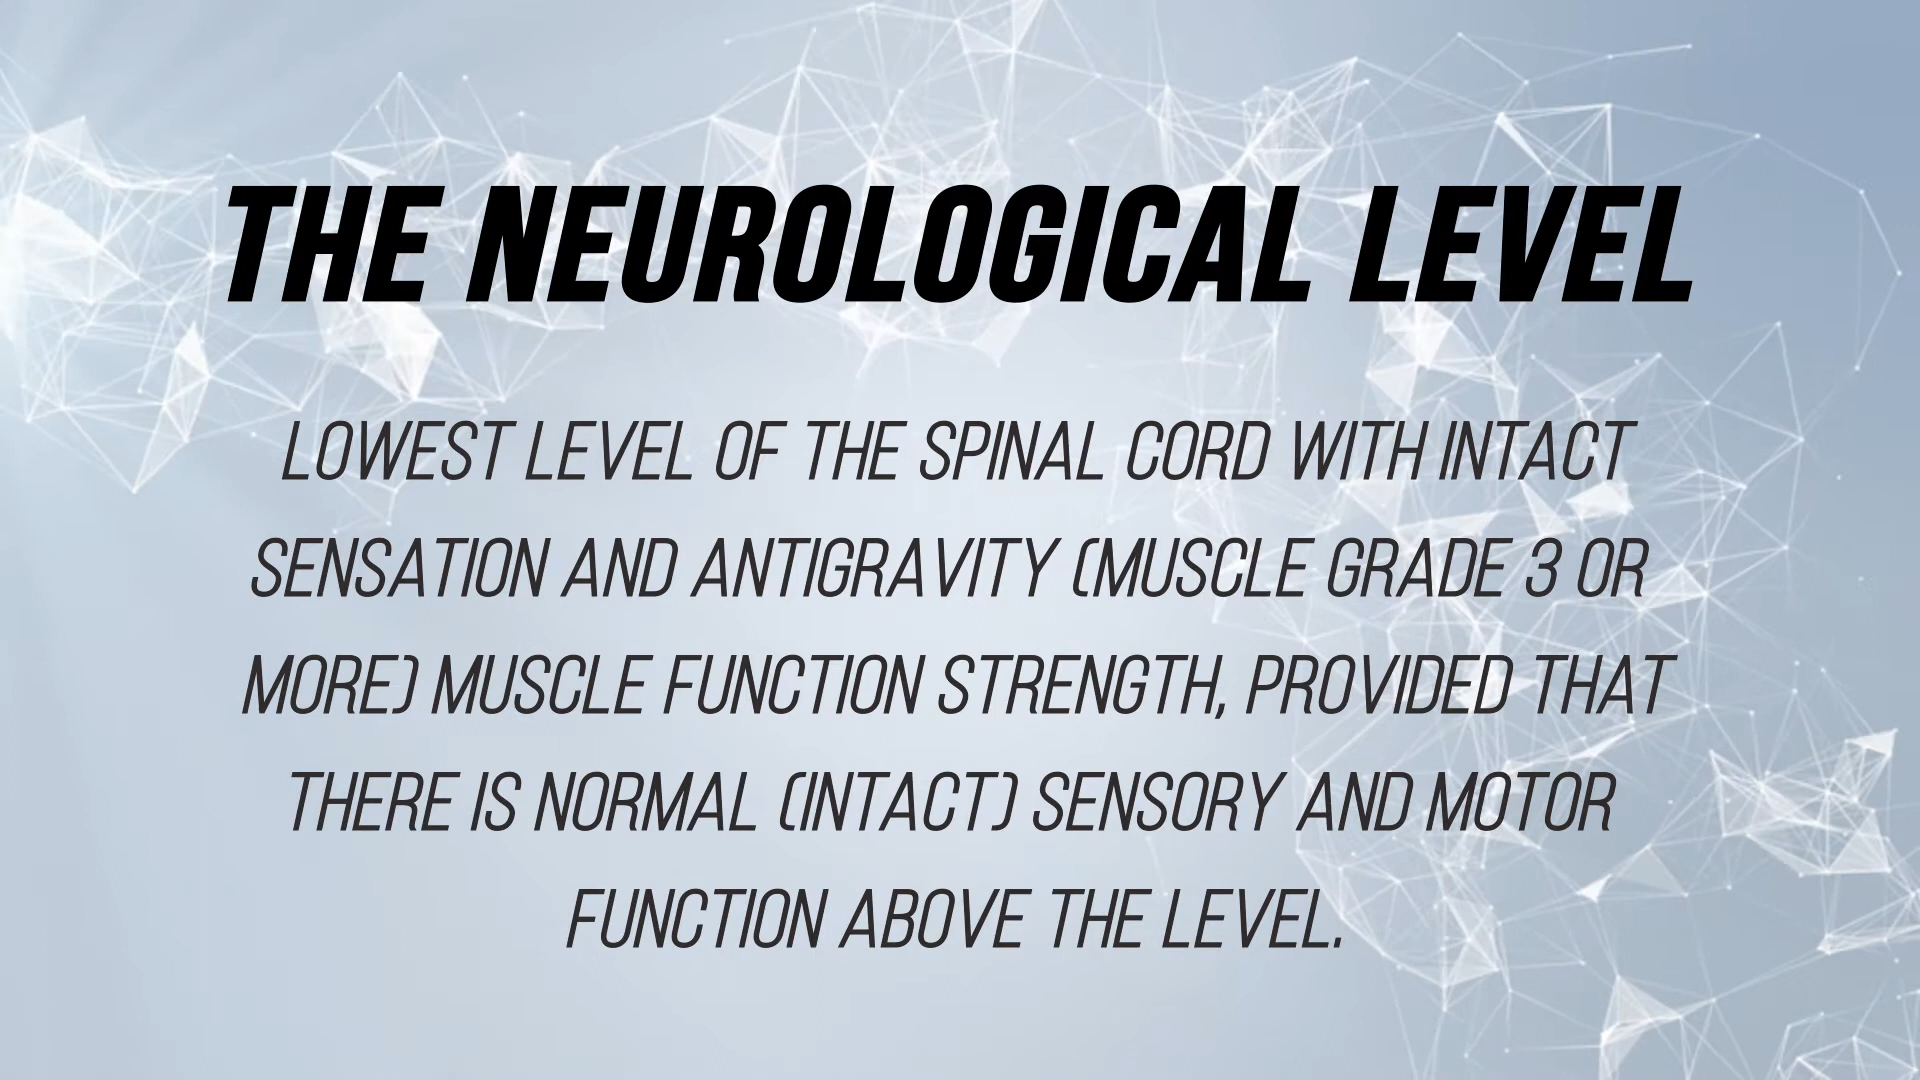 THE NEUROLOGICAL LEVEL
LOWEST LEVEL OF THE SPINAL CORD WITH INTACT
SENSATION AND ANTIGRAVITY (MUSCLE GRADE 3 OR
MORE) MUSCLE FUNCTION STRENGTH, PROVIDED THAT
THERE IS NORMAL (INTACT) SENSORY AND MOTOR
FUNCTION ABOVE THE LEVEL.